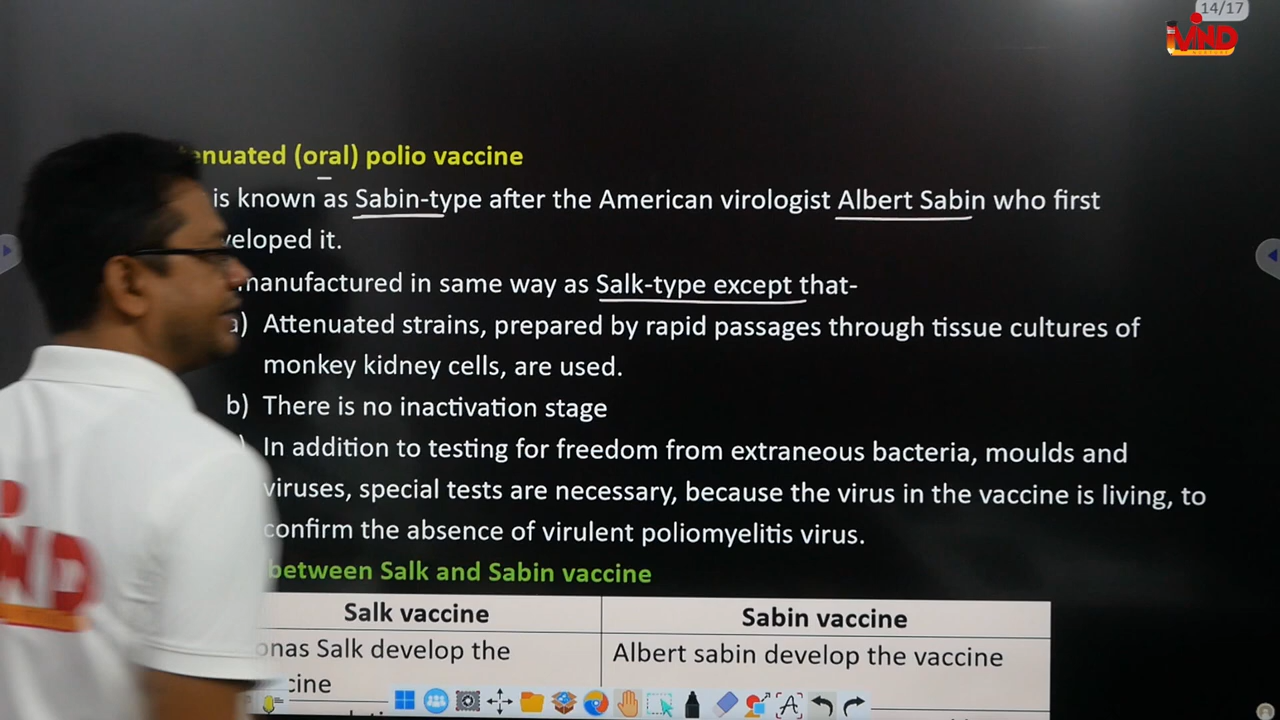 14/17
iMIND
enuated (oral) polio vaccine
is known as Sabin-type after the American virologist Albert Sabin who first
veloped it.
manufactured in same way as Salk-type except that-
a) Attenuated strains, prepared by rapid passages through tissue cultures of
monkey kidney cells, are used.
b) There is no inactivation stage
) In addition to testing for freedom from extraneous bacteria, moulds and
viruses, special tests are necessary, because the virus in the vaccine is living, to
confirm the absence of virulent poliomyelitis virus.
between Salk and Sabin vaccine
Salk vaccine Sabin vaccine
onas Salk develop the Albert sabin develop the vaccine
cine